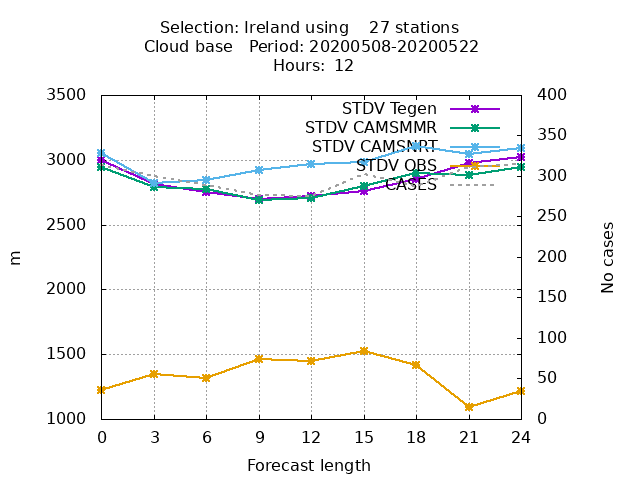 Selection: Ireland using 27 stations
Cloud base Period: 20200508-20200522
Hours: 12
3500 400
STDV Tegen
STDV CAMSMMR
350
STDV CAMSNRT
3000
STDV OBS
300
CASES
2500 250
2000 200
150
1500 100
50
1000 0
m
No cases
0 3 6 9 12 15 18 21 24
Forecast length